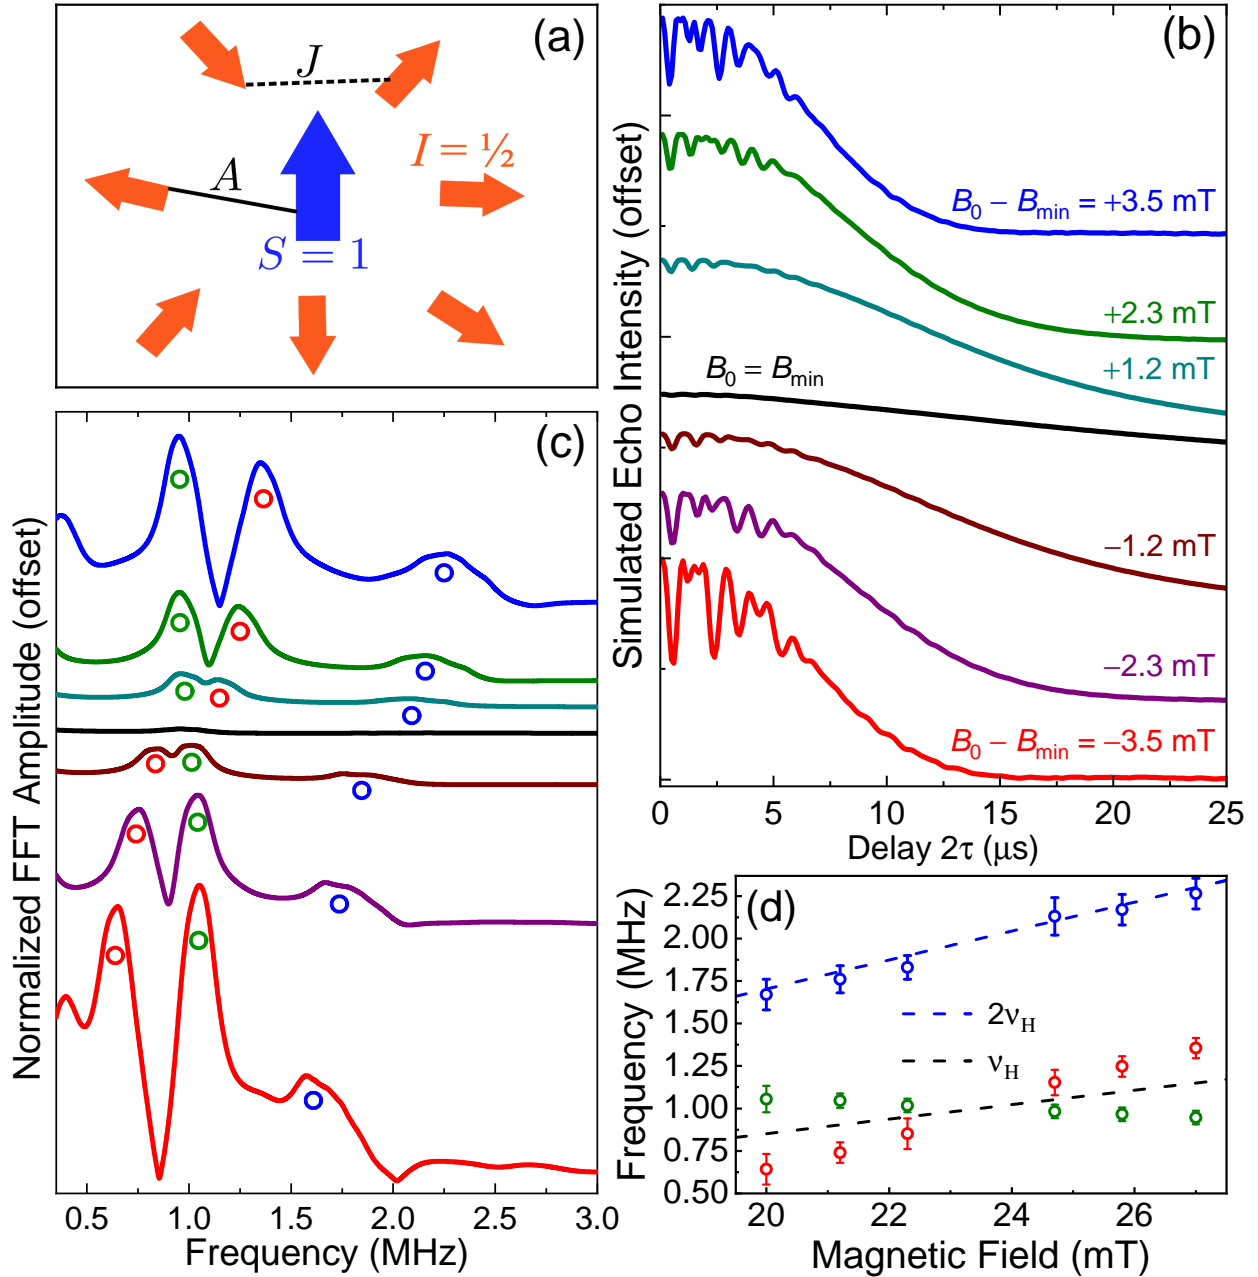 (a)
J
A
I = ½
S = 1
(b)
Simulated Echo Intensity (offset)
B₀ − Bₘᵢₙ = +3.5 mT
+2.3 mT
+1.2 mT
B₀ = Bₘᵢₙ
−1.2 mT
−2.3 mT
B₀ − Bₘᵢₙ = −3.5 mT
0 5 10 15 20 25
Delay 2τ (μs)
(c)
Normalized FFT Amplitude (offset)
0.5 1.0 1.5 2.0 2.5 3.0
Frequency (MHz)
(d)
Frequency (MHz)
2.25
2.00
1.75
1.50
1.25
1.00
0.75
0.50
2ν_H
ν_H
20 22 24 26
Magnetic Field (mT)